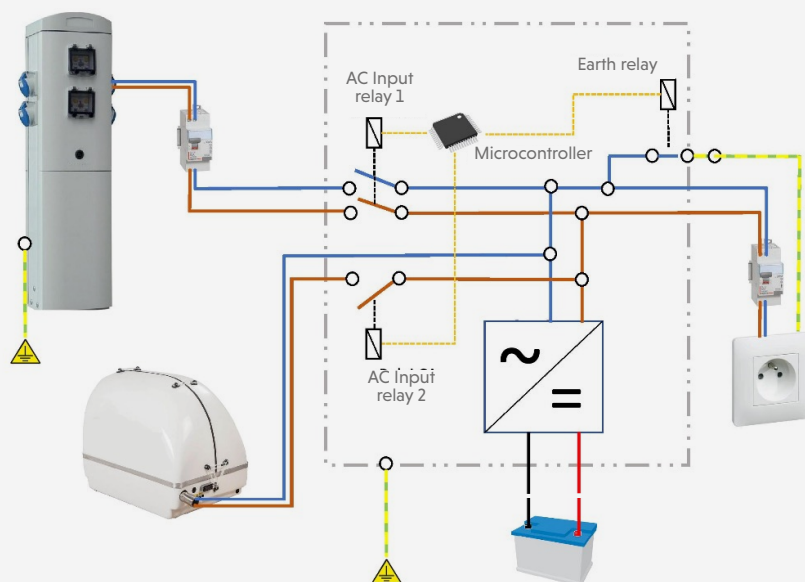 Earth relay
AC Input
relay 1
Microcontroller
AC Input
relay 2